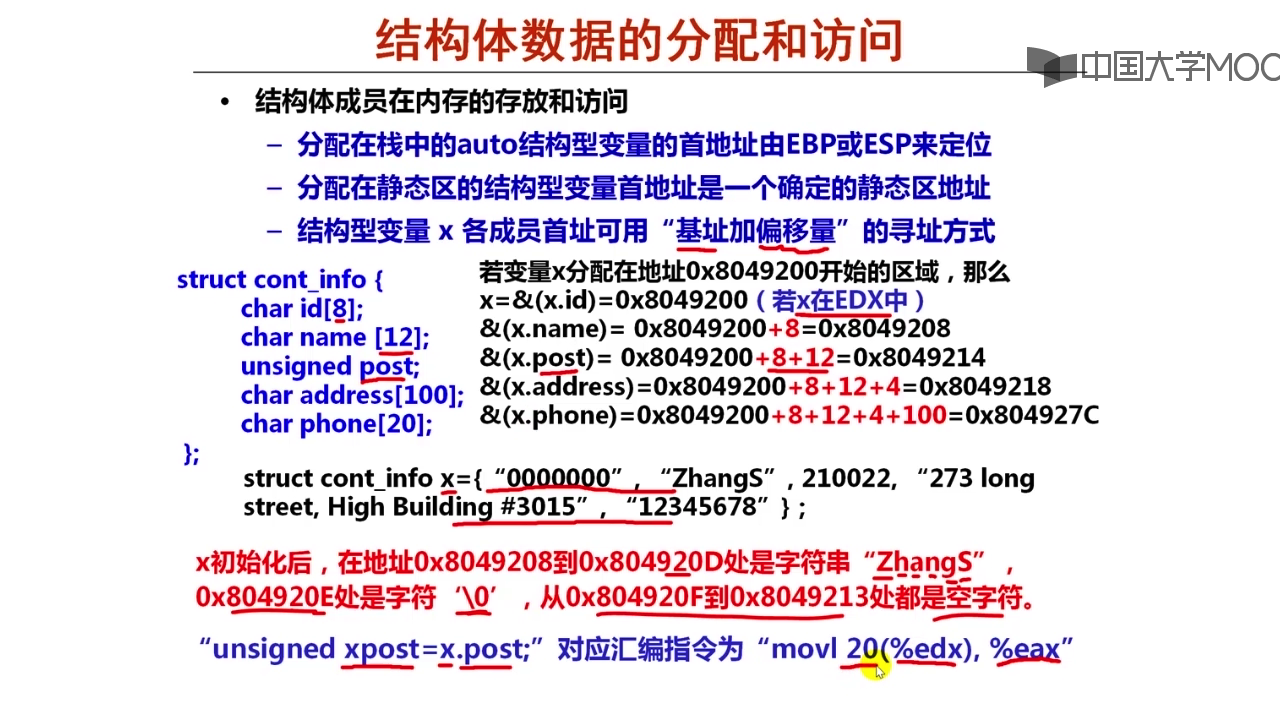 结构体数据的分配和访问
中国大学MOO
• 结构体成员在内存的存放和访问
– 分配在栈中的auto结构型变量的首地址由EBP或ESP来定位
– 分配在静态区的结构型变量首地址是一个确定的静态区地址
– 结构型变量 x 各成员首址可用“基址加偏移量”的寻址方式
struct cont_info {
char id[8];
char name [12];
unsigned post;
char address[100];
char phone[20];
};
若变量x分配在地址0x8049200开始的区域，那么
x=&(x.id)=0x8049200（若x在EDX中）
&(x.name)= 0x8049200+8=0x8049208
&(x.post)= 0x8049200+8+12=0x8049214
&(x.address)=0x8049200+8+12+4=0x8049218
&(x.phone)=0x8049200+8+12+4+100=0x804927C
struct cont_info x={“0000000”, “ZhangS”, 210022, “273 long
street, High Building #3015”, “12345678”};
x初始化后，在地址0x8049208到0x804920D处是字符串“ZhangS”，
0x804920E处是字符‘\0’，从0x804920F到0x8049213处都是空字符。
“unsigned xpost=x.post;”对应汇编指令为“movl 20(%edx), %eax”